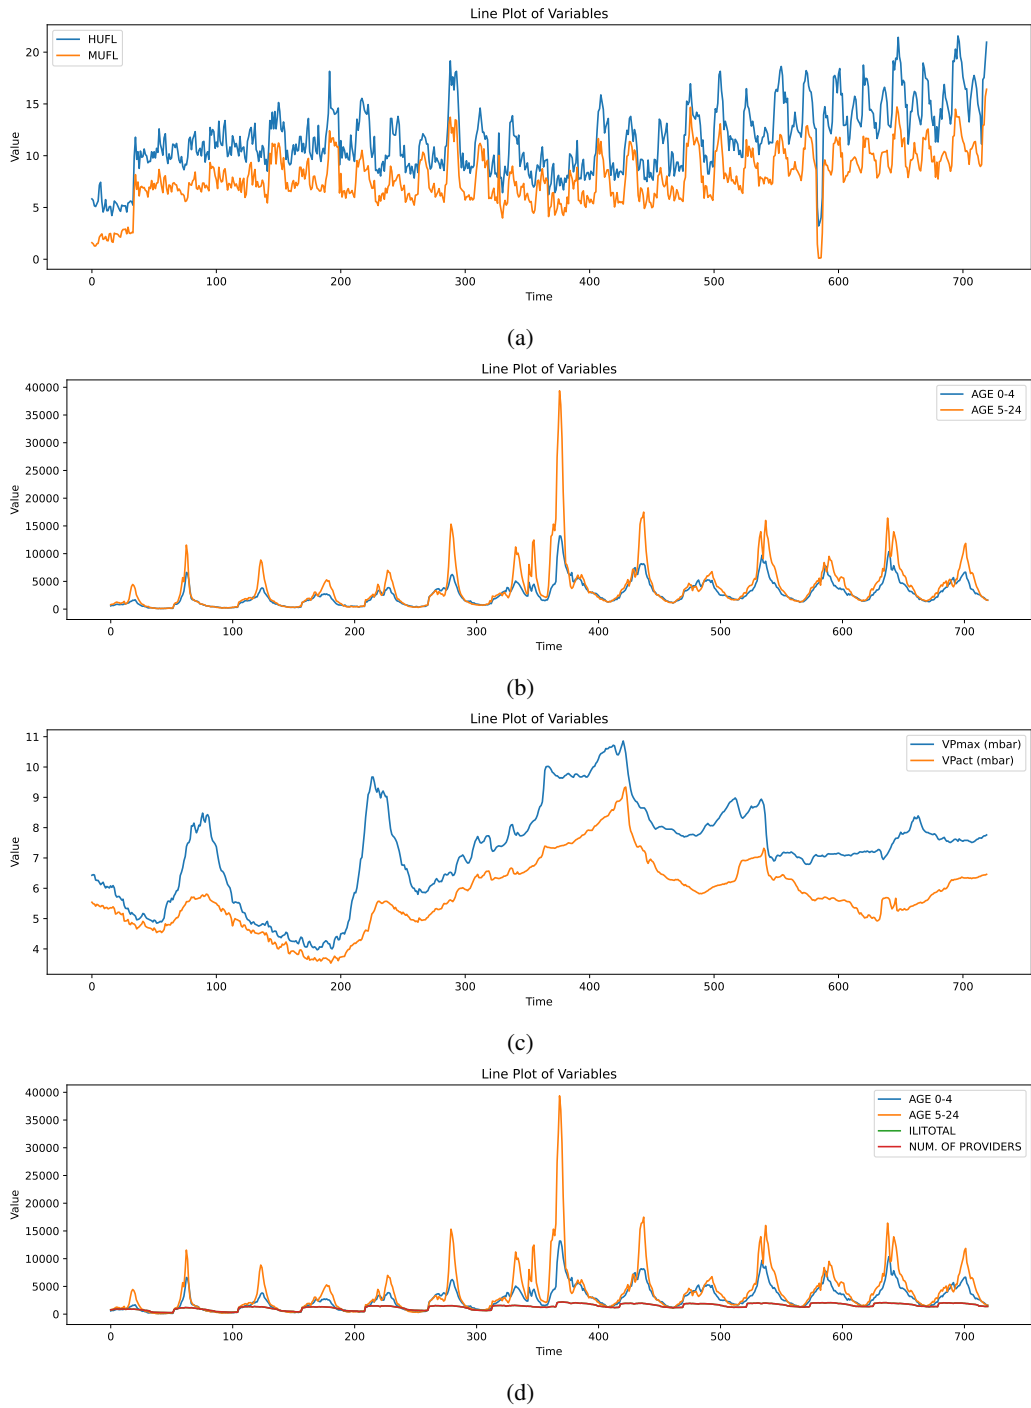 Line Plot of Variables
HUFL
MUFL
20
15
10
5
0
Value
0 100 200 300 400 500 600 700
Time
(a)
Line Plot of Variables
AGE 0-4
AGE 5-24
40000
35000
30000
25000
20000
15000
10000
5000
0
Value
0 100 200 300 400 500 600 700
Time
(b)
Line Plot of Variables
VPmax (mbar)
VPact (mbar)
11
10
9
8
7
6
5
4
Value
0 100 200 300 400 500 600 700
Time
(c)
Line Plot of Variables
AGE 0-4
AGE 5-24
ILITOTAL
NUM. OF PROVIDERS
40000
35000
30000
25000
20000
15000
10000
5000
0
Value
0 100 200 300 400 500 600 700
Time
(d)